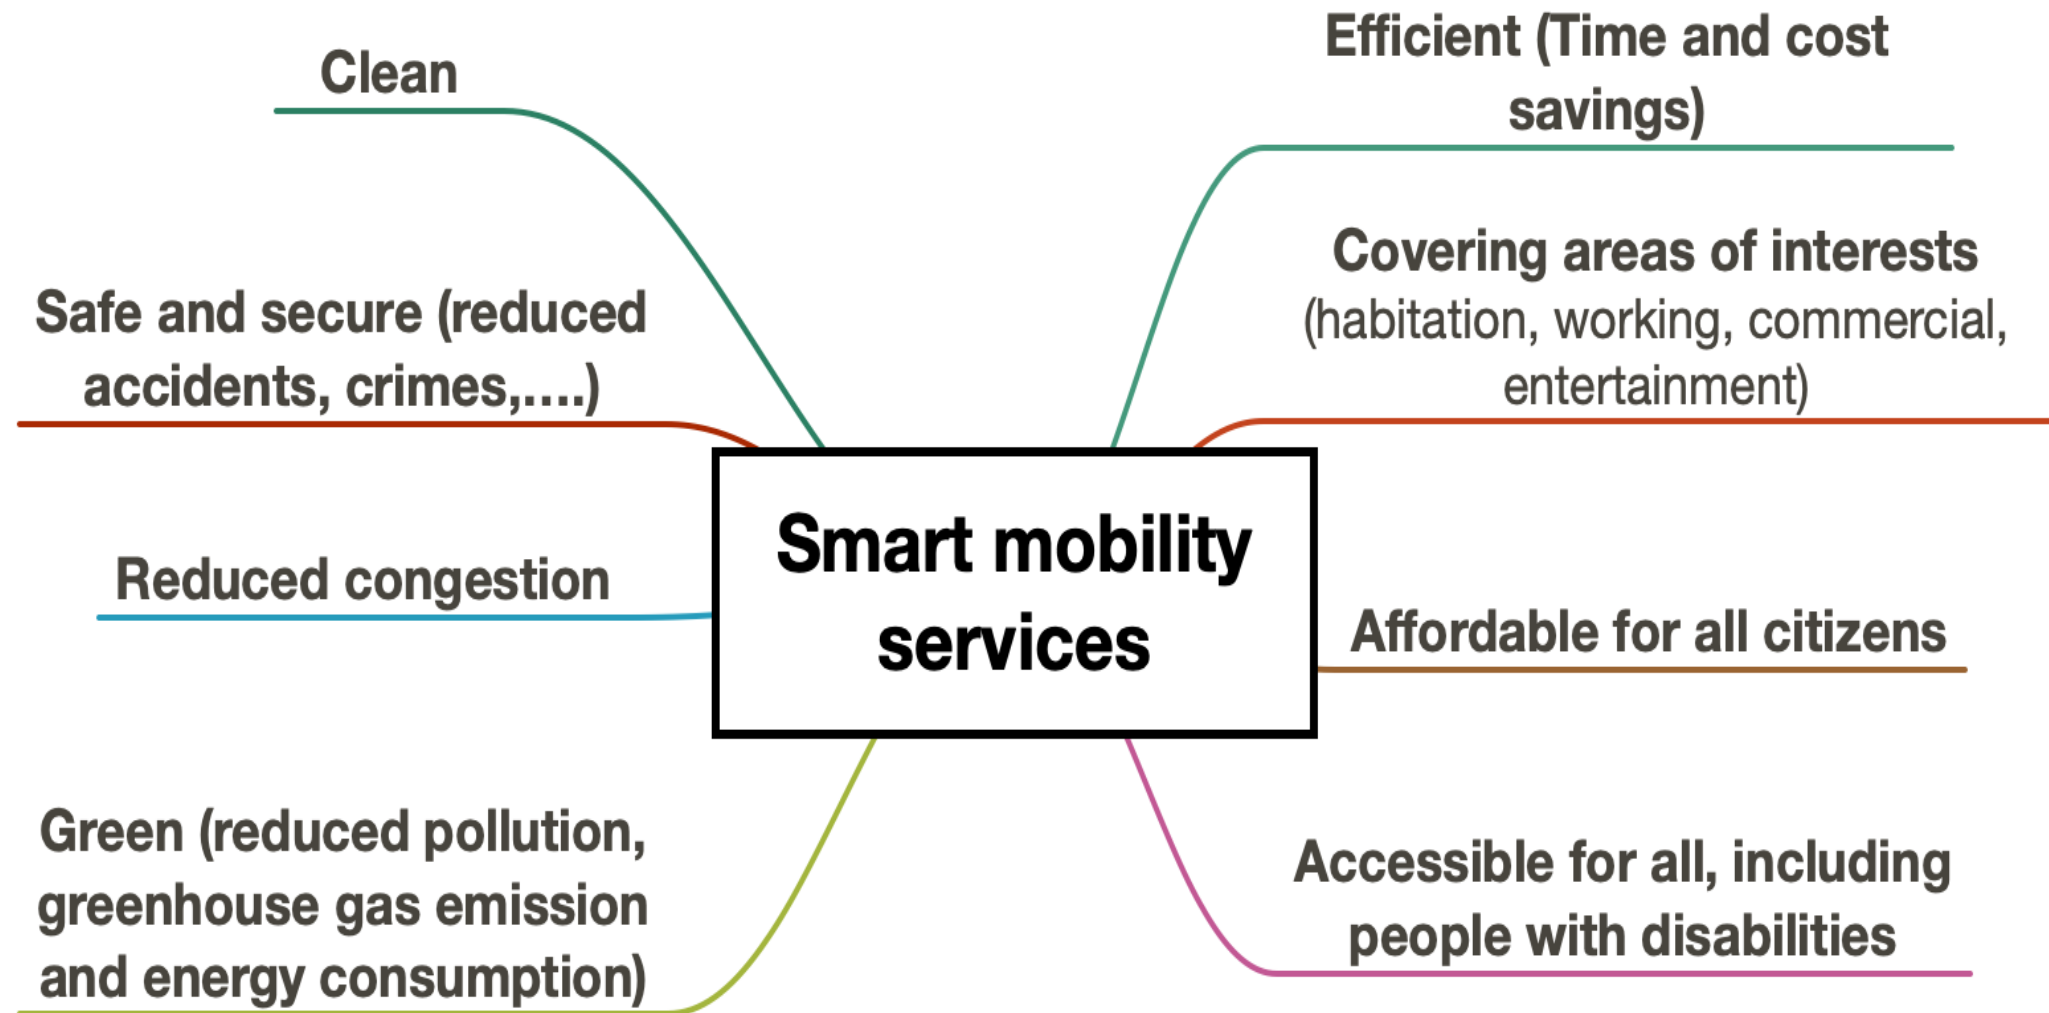 Clean
Safe and secure (reduced
accidents, crimes,....)
Reduced congestion
Green (reduced pollution,
greenhouse gas emission
and energy consumption)
Smart mobility
services
Efficient (Time and cost
savings)
Covering areas of interests
(habitation, working, commercial,
entertainment)
Affordable for all citizens
Accessible for all, including
people with disabilities